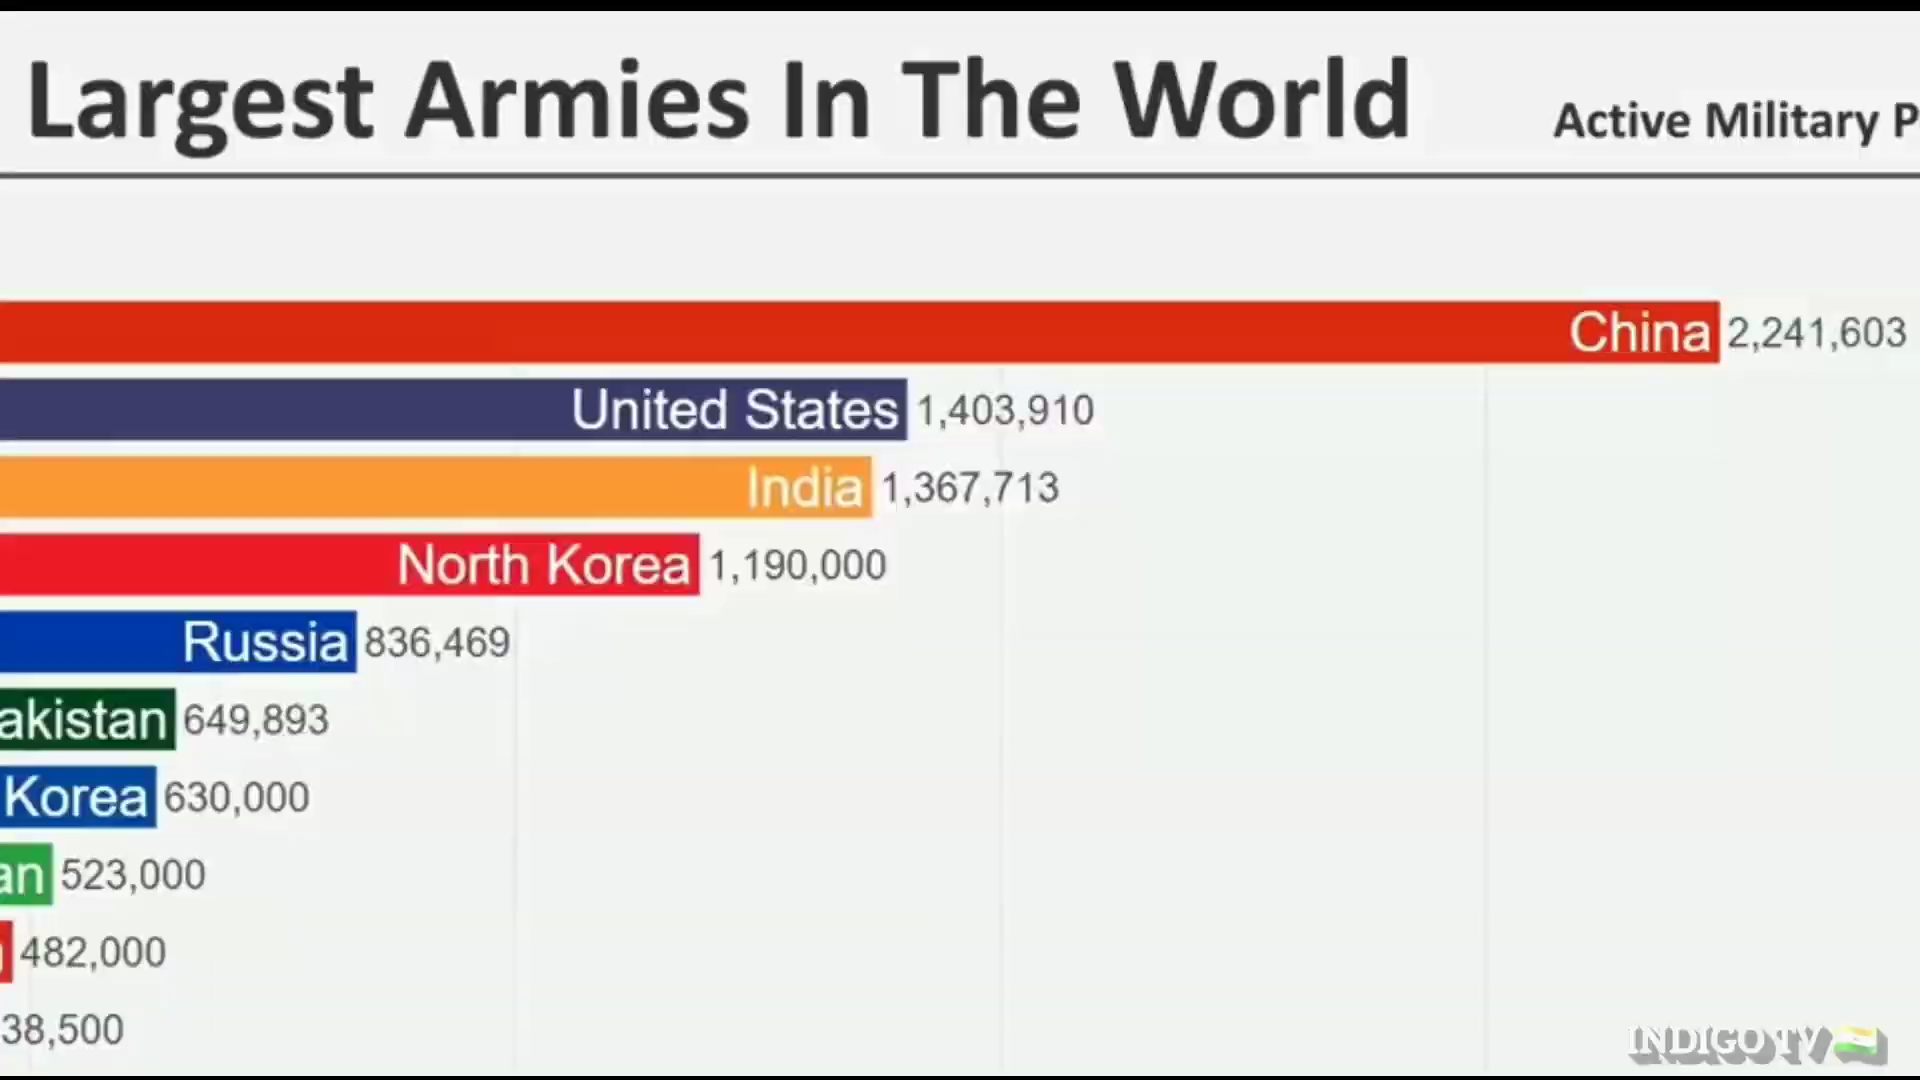 Largest Armies In The World
Active Military P
China 2,241,603
United States 1,403,910
India 1,367,713
North Korea 1,190,000
Russia 836,469
akistan 649,893
Korea 630,000
an 523,000
482,000
38,500
INDIGO TV